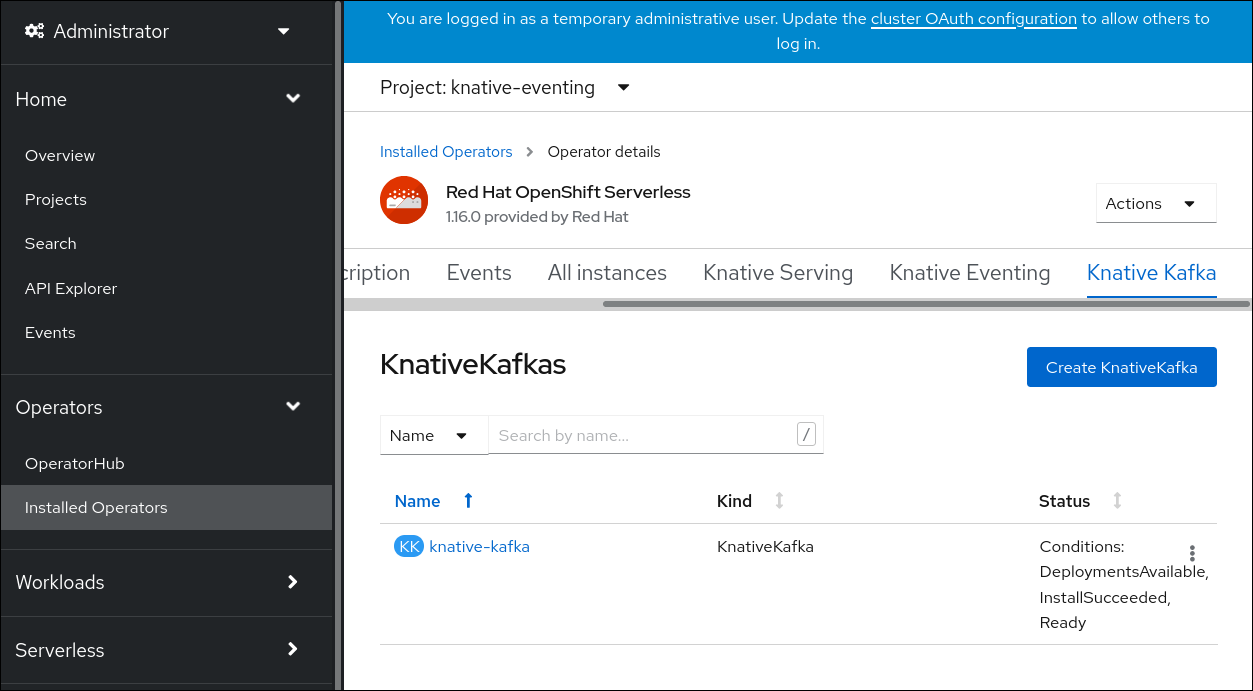 Administrator
Home
Overview
Projects
Search
API Explorer
Events
Operators
OperatorHub
Installed Operators
Workloads
Serverless
You are logged in as a temporary administrative user. Update the cluster OAuth configuration to allow others to
log in.
Project: knative-eventing
Installed Operators > Operator details
Red Hat OpenShift Serverless
1.16.0 provided by Red Hat
Actions
cription Events All instances Knative Serving Knative Eventing Knative Kafka
KnativeKafkas
Create KnativeKafka
Name Search by name... /
Name Kind Status
KK knative-kafka KnativeKafka Conditions:
DeploymentsAvailable,
InstallSucceeded,
Ready